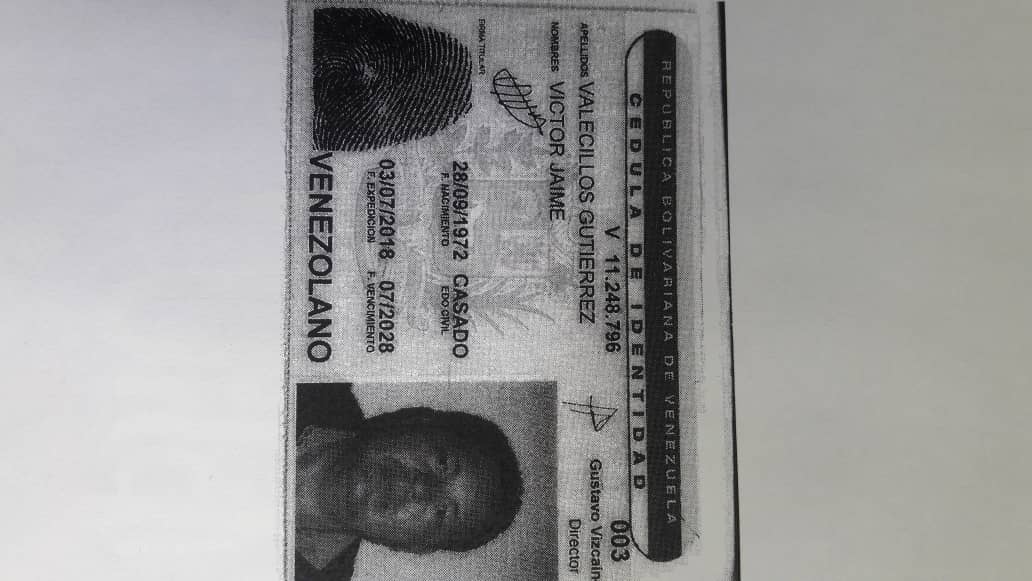 REPUBLICA BOLIVARIANA DE VENEZUELA
CEDULA DE IDENTIDAD
V 11.248.796
003
APELLIDOS VALECILLOS GUTIERREZ
Gustavo Vizcain
Director
NOMBRES VICTOR JAIME
FIRMA TITULAR
28/09/1972 CASADO
F. NACIMIENTO EDO CIVIL
03/07/2018 07/2028
F. EXPEDICION F. VENCIMIENTO
VENEZOLANO